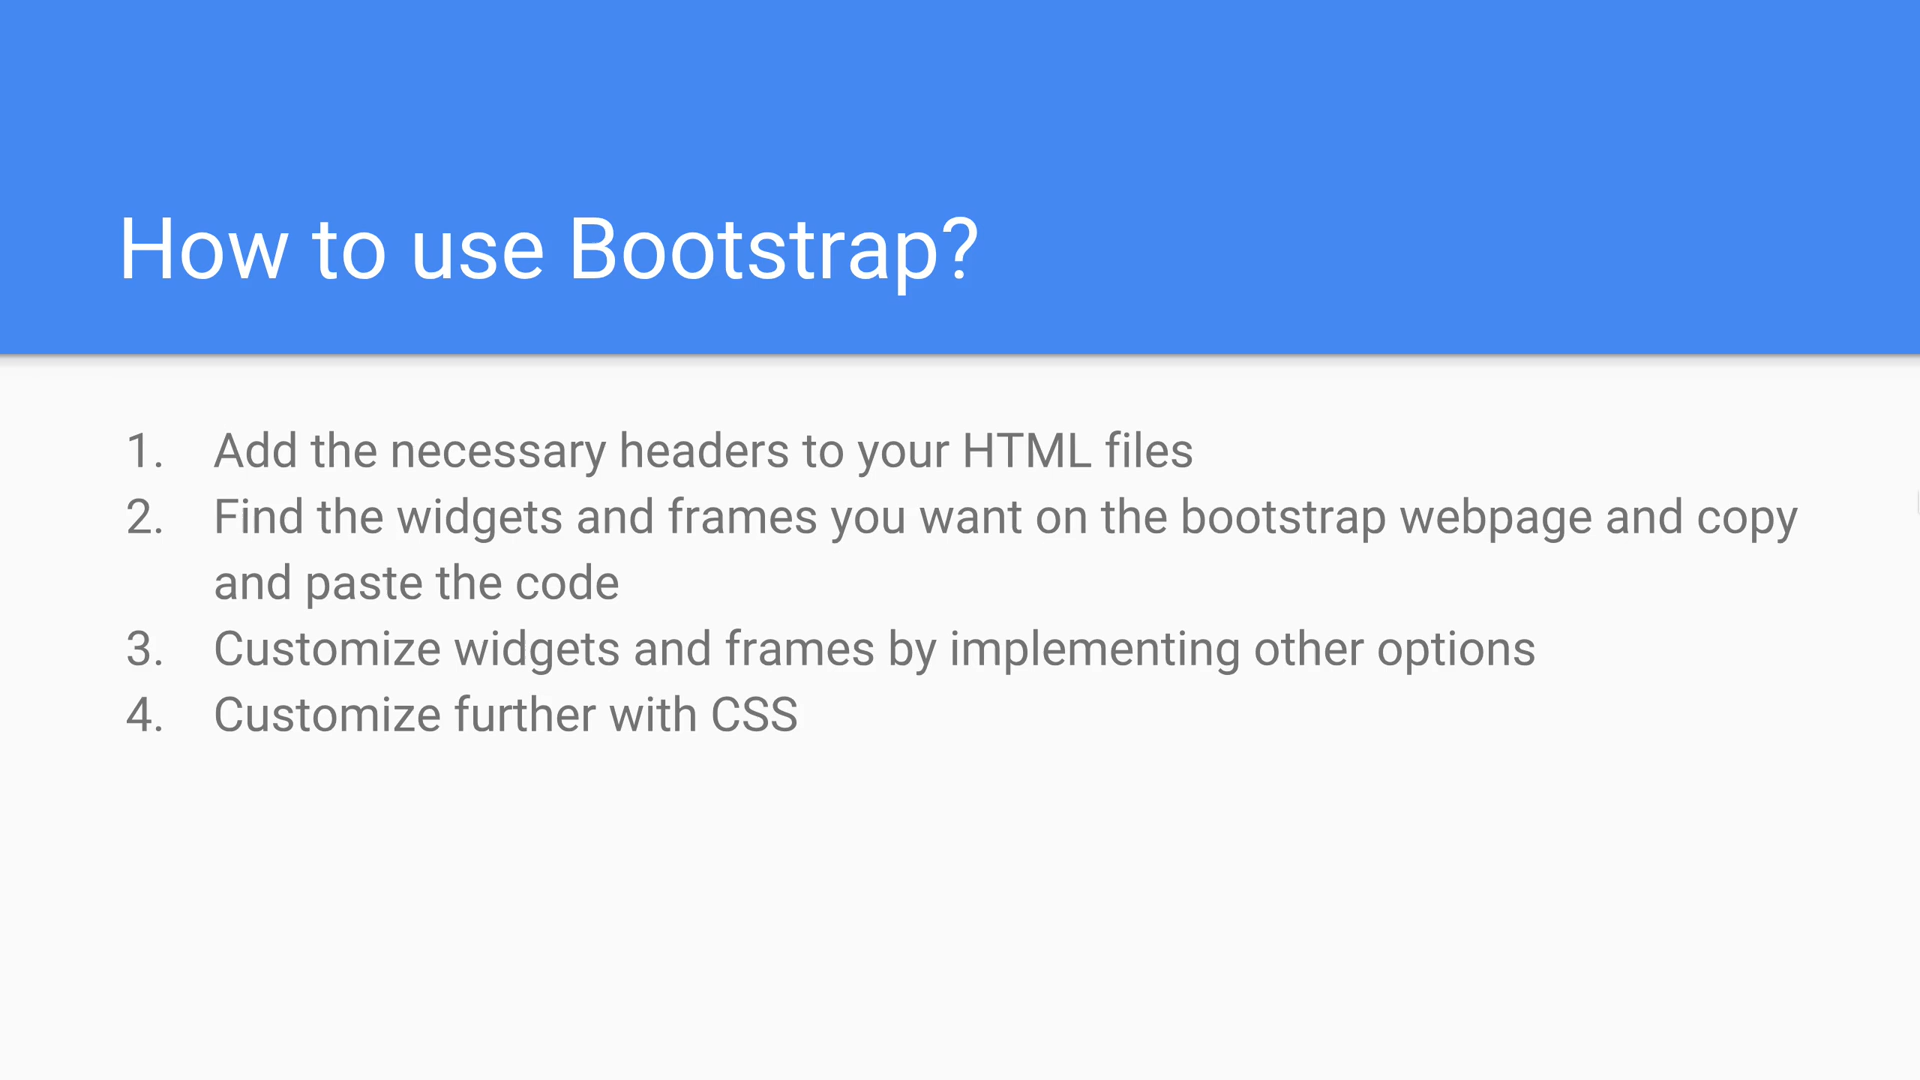 How to use Bootstrap?
1. Add the necessary headers to your HTML files
2. Find the widgets and frames you want on the bootstrap webpage and copy
and paste the code
3. Customize widgets and frames by implementing other options
4. Customize further with CSS